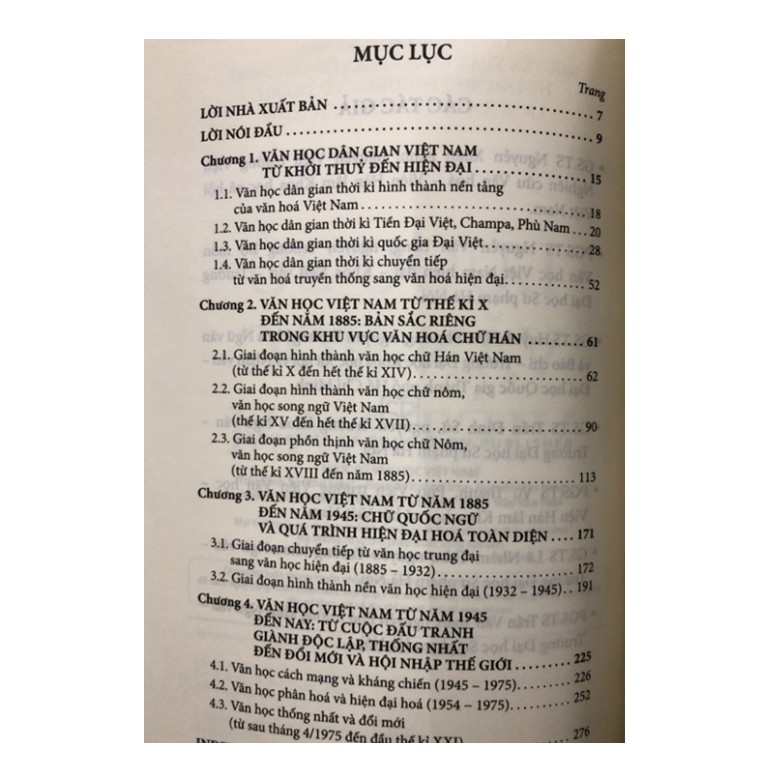 MỤC LỤC
Trang
LỜI NHÀ XUẤT BẢN ........ 7
LỜI NÓI ĐẦU ........ 9
Chương 1. VĂN HỌC DÂN GIAN VIỆT NAM
TỪ KHỞI THUỶ ĐẾN HIỆN ĐẠI ........ 15
1.1. Văn học dân gian thời kì hình thành nền tảng
của văn hoá Việt Nam ........ 18
1.2. Văn học dân gian thời kì Tiền Đại Việt, Champa, Phù Nam ... 20
1.3. Văn học dân gian thời kì quốc gia Đại Việt ........ 28
1.4. Văn học dân gian thời kì chuyển tiếp
từ văn hoá truyền thống sang văn hoá hiện đại ........ 52
Chương 2. VĂN HỌC VIỆT NAM TỪ THẾ KỈ X
ĐẾN NĂM 1885: BẢN SẮC RIÊNG
TRONG KHU VỰC VĂN HOÁ CHỮ HÁN ........ 61
2.1. Giai đoạn hình thành văn học chữ Hán Việt Nam
(từ thế kỉ X đến hết thế kỉ XIV) ........ 62
2.2. Giai đoạn hình thành văn học chữ nôm,
văn học song ngữ Việt Nam
(thế kỉ XV đến hết thế kỉ XVII) ........ 90
2.3. Giai đoạn phồn thịnh văn học chữ Nôm,
văn học song ngữ Việt Nam
(từ thế kỉ XVIII đến năm 1885) ........ 113
Chương 3. VĂN HỌC VIỆT NAM TỪ NĂM 1885
ĐẾN NĂM 1945: CHỮ QUỐC NGỮ
VÀ QUÁ TRÌNH HIỆN ĐẠI HOÁ TOÀN DIỆN ........ 171
3.1. Giai đoạn chuyển tiếp từ văn học trung đại
sang văn học hiện đại (1885 – 1932) ........ 172
3.2. Giai đoạn hình thành nền văn học hiện đại (1932 – 1945) ... 191
Chương 4. VĂN HỌC VIỆT NAM TỪ NĂM 1945
ĐẾN NAY: TỪ CUỘC ĐẤU TRANH
GIÀNH ĐỘC LẬP, THỐNG NHẤT
ĐẾN ĐỔI MỚI VÀ HỘI NHẬP THẾ GIỚI ........ 225
4.1. Văn học cách mạng và kháng chiến (1945 – 1975) ........ 226
4.2. Văn học phân hoá và hiện đại hoá (1954 – 1975) ........ 252
4.3. Văn học thống nhất và đổi mới
(từ sau tháng 4/1975 đến đầu thế kỉ XXI) ........ 276